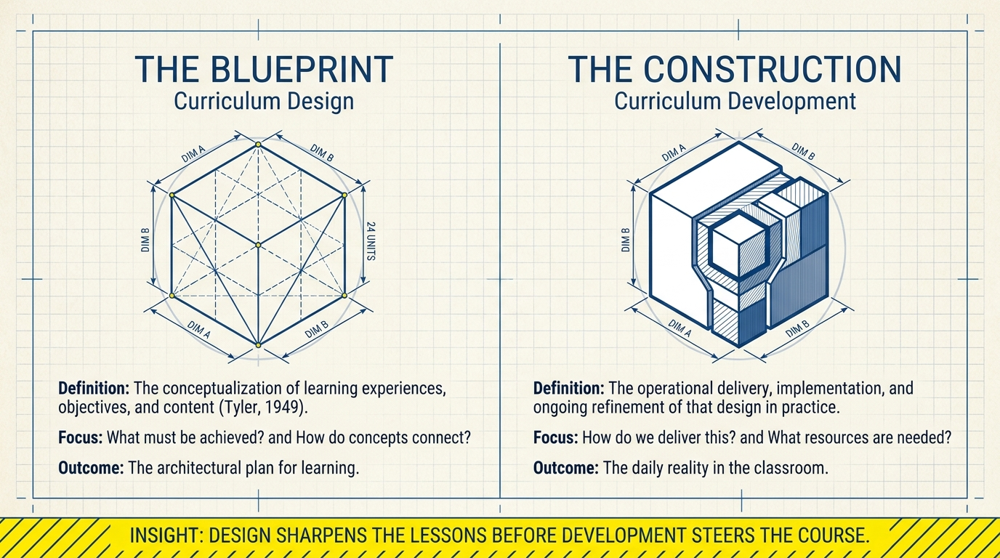 THE BLUEPRINT
Curriculum Design
DIM A
DIM B
DIM B
24 UNITS
DIM A
DIM B
Definition: The conceptualization of learning experiences,
objectives, and content (Tyler, 1949).
Focus: What must be achieved? and How do concepts connect?
Outcome: The architectural plan for learning.
THE CONSTRUCTION
Curriculum Development
DIM A
DIM B
DIM B
DIM A
DIM B
Definition: The operational delivery, implementation, and
ongoing refinement of that design in practice.
Focus: How do we deliver this? and What resources are needed?
Outcome: The daily reality in the classroom.
INSIGHT: DESIGN SHARPENS THE LESSONS BEFORE DEVELOPMENT STEERS THE COURSE.